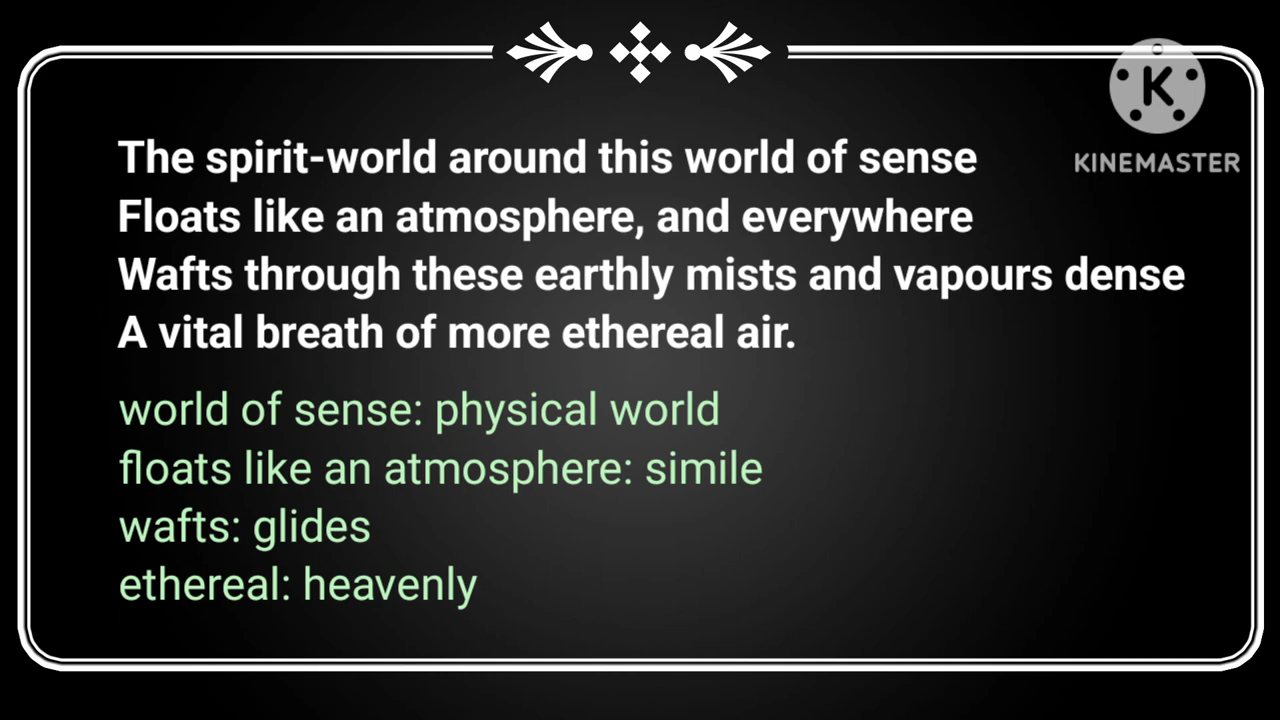 The spirit-world around this world of sense
Floats like an atmosphere, and everywhere
Wafts through these earthly mists and vapours dense
A vital breath of more ethereal air.
world of sense: physical world
floats like an atmosphere: simile
wafts: glides
ethereal: heavenly
K
KINEMASTER